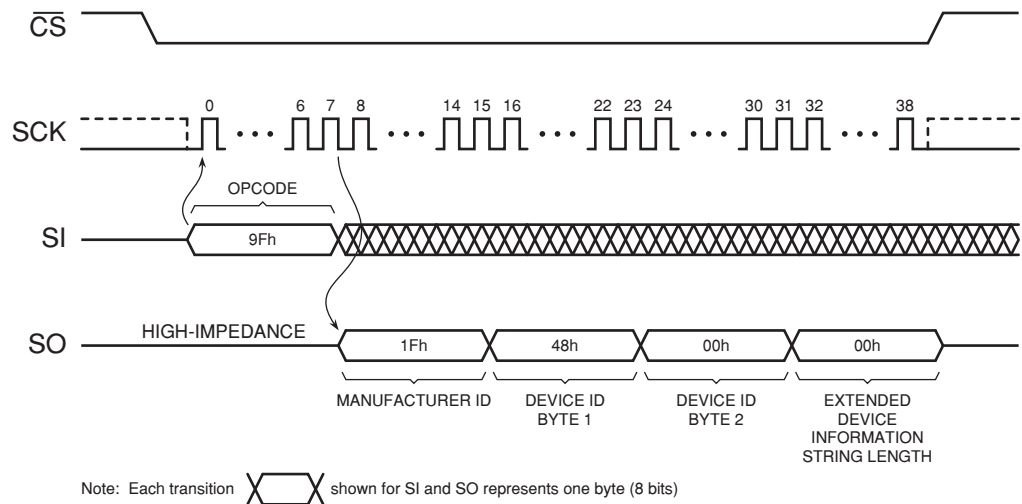 CS
SCK
0 6 7 8 14 15 16 22 23 24 30 31 32 38
OPCODE
SI
9Fh
HIGH-IMPEDANCE
SO
1Fh 48h 00h 00h
MANUFACTURER ID
DEVICE ID
BYTE 1
DEVICE ID
BYTE 2
EXTENDED
DEVICE
INFORMATION
STRING LENGTH
Note: Each transition shown for SI and SO represents one byte (8 bits)